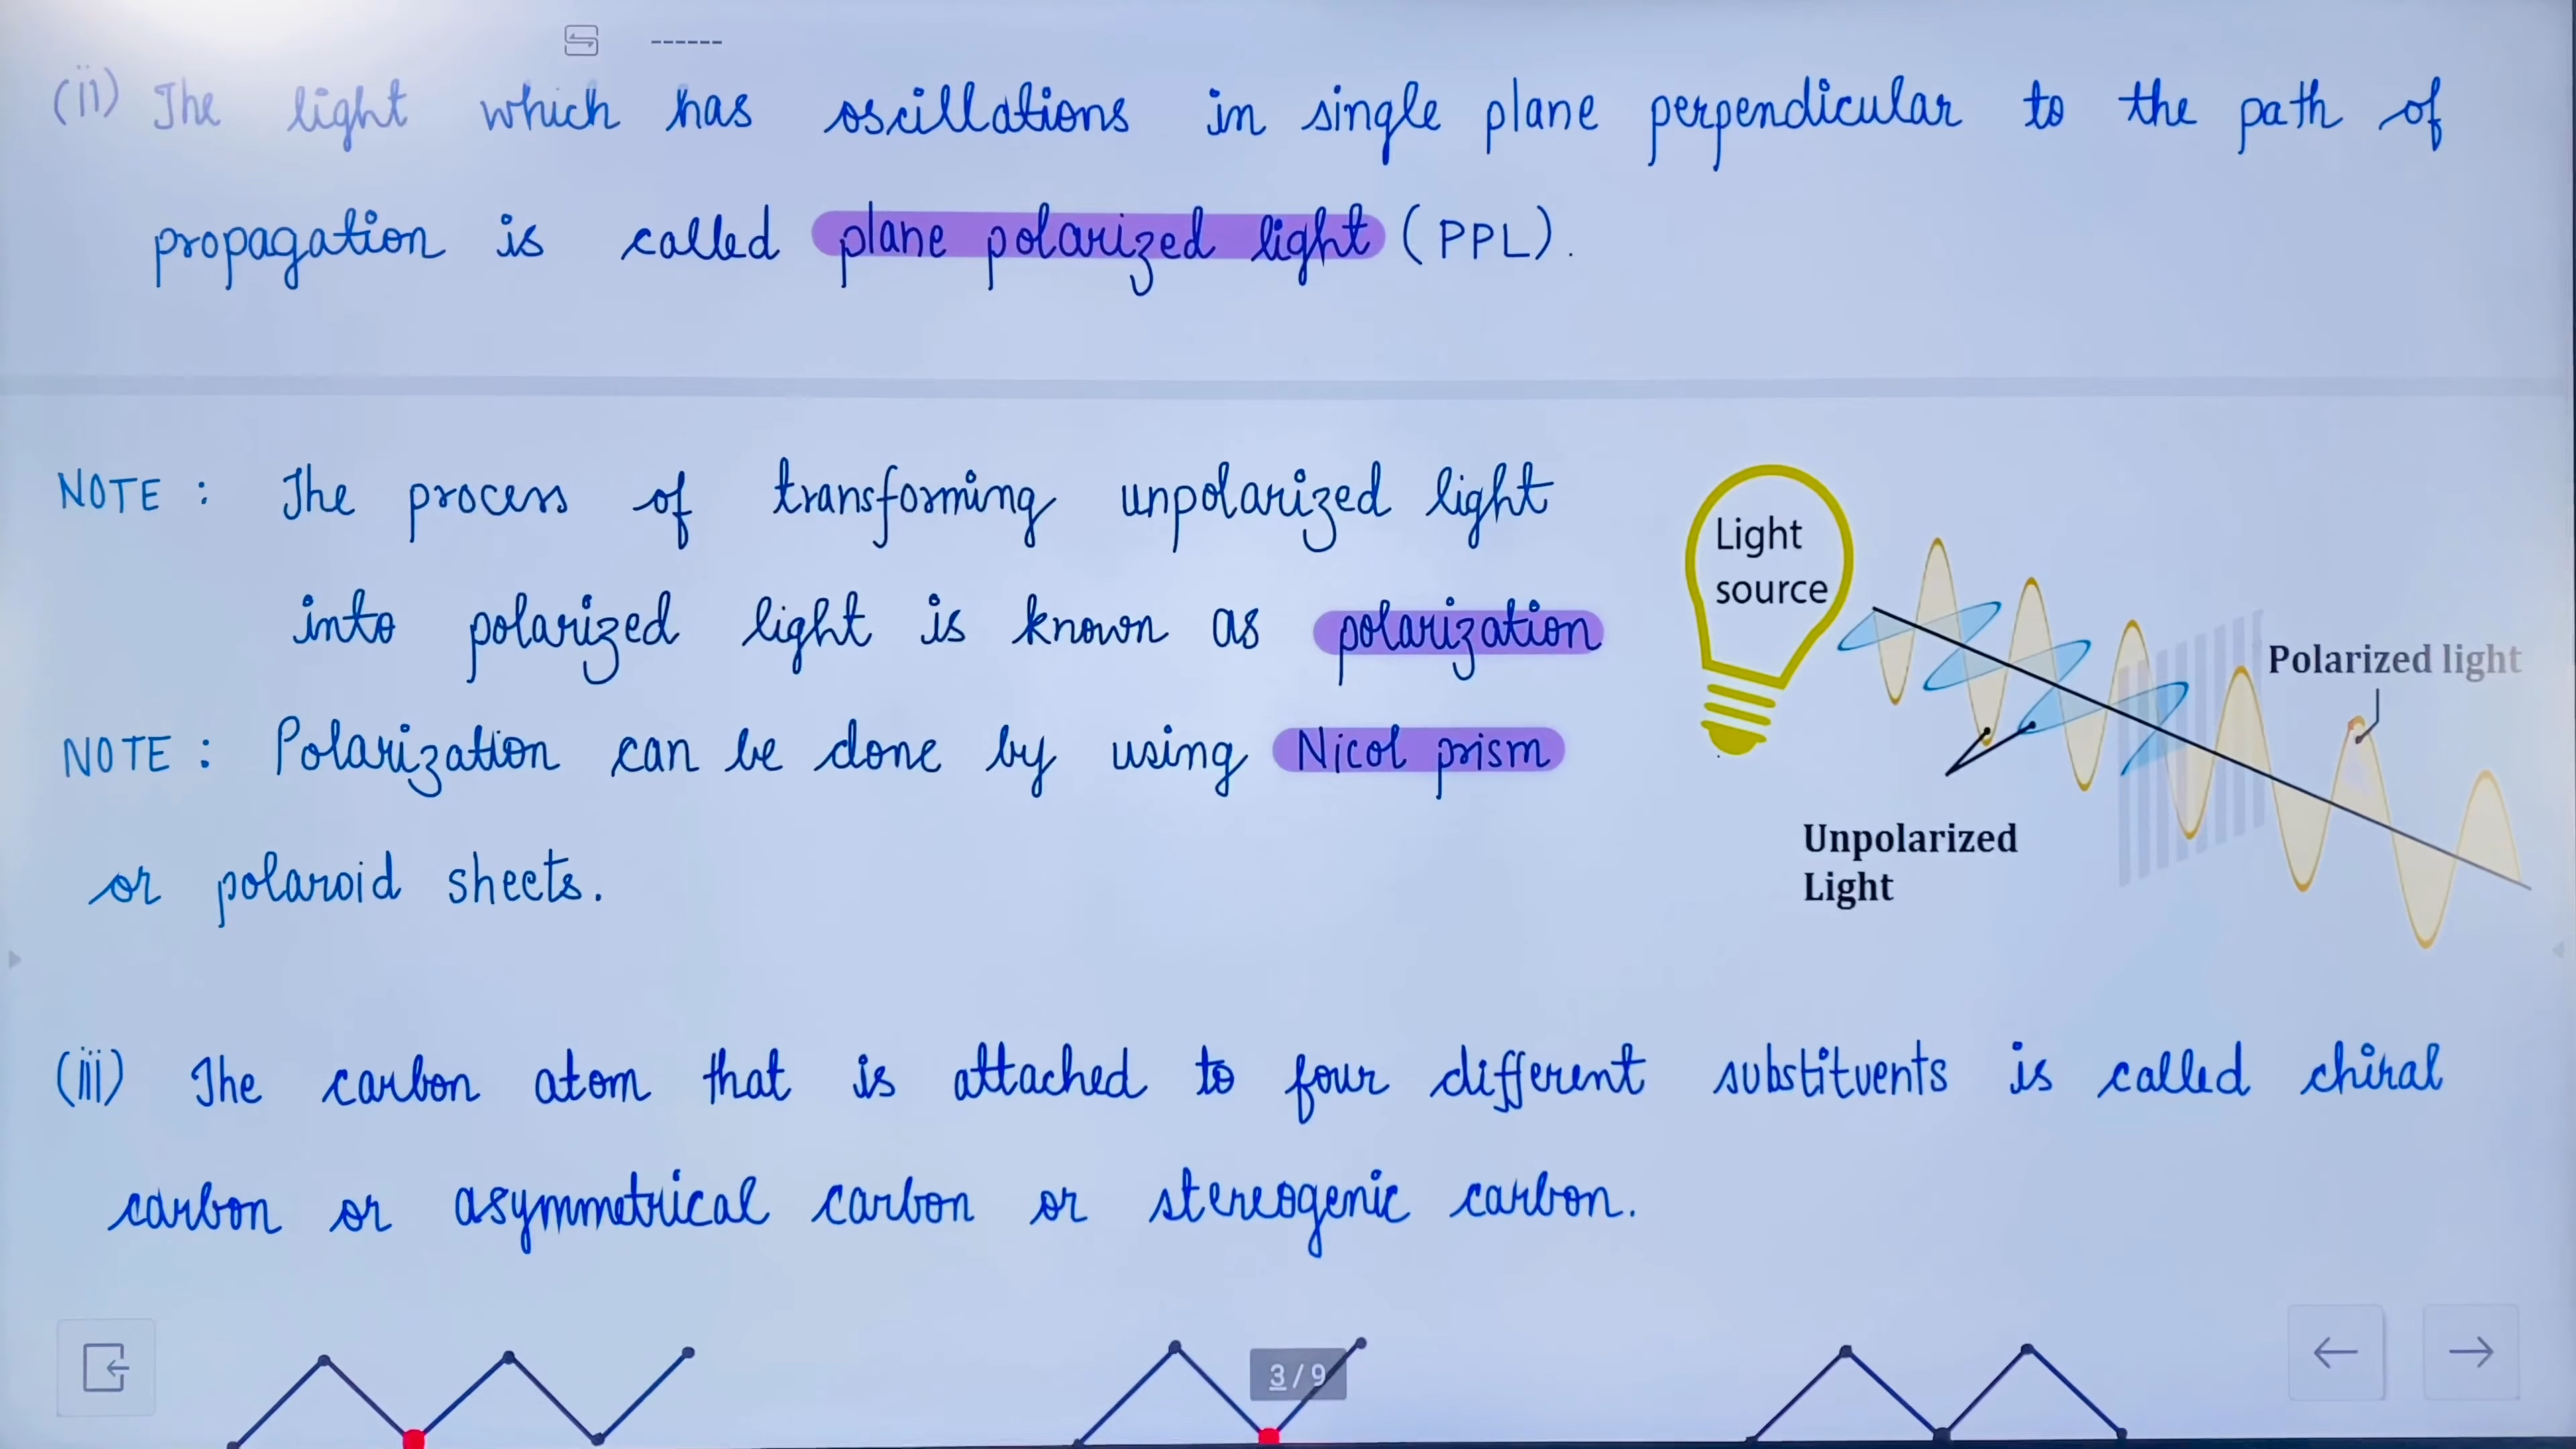 (ii) The light which has oscillations in single plane perpendicular to the path of
propagation is called plane polarized light (PPL).
NOTE : The process of transforming unpolarized light
into polarized light is known as polarization
NOTE : Polarization can be done by using Nicol prism
or polaroid sheets.
Light
source
Polarized light
Unpolarized
Light
(iii) The carbon atom that is attached to four different substituents is called chiral
carbon or asymmetrical carbon or stereogenic carbon.
3 / 9